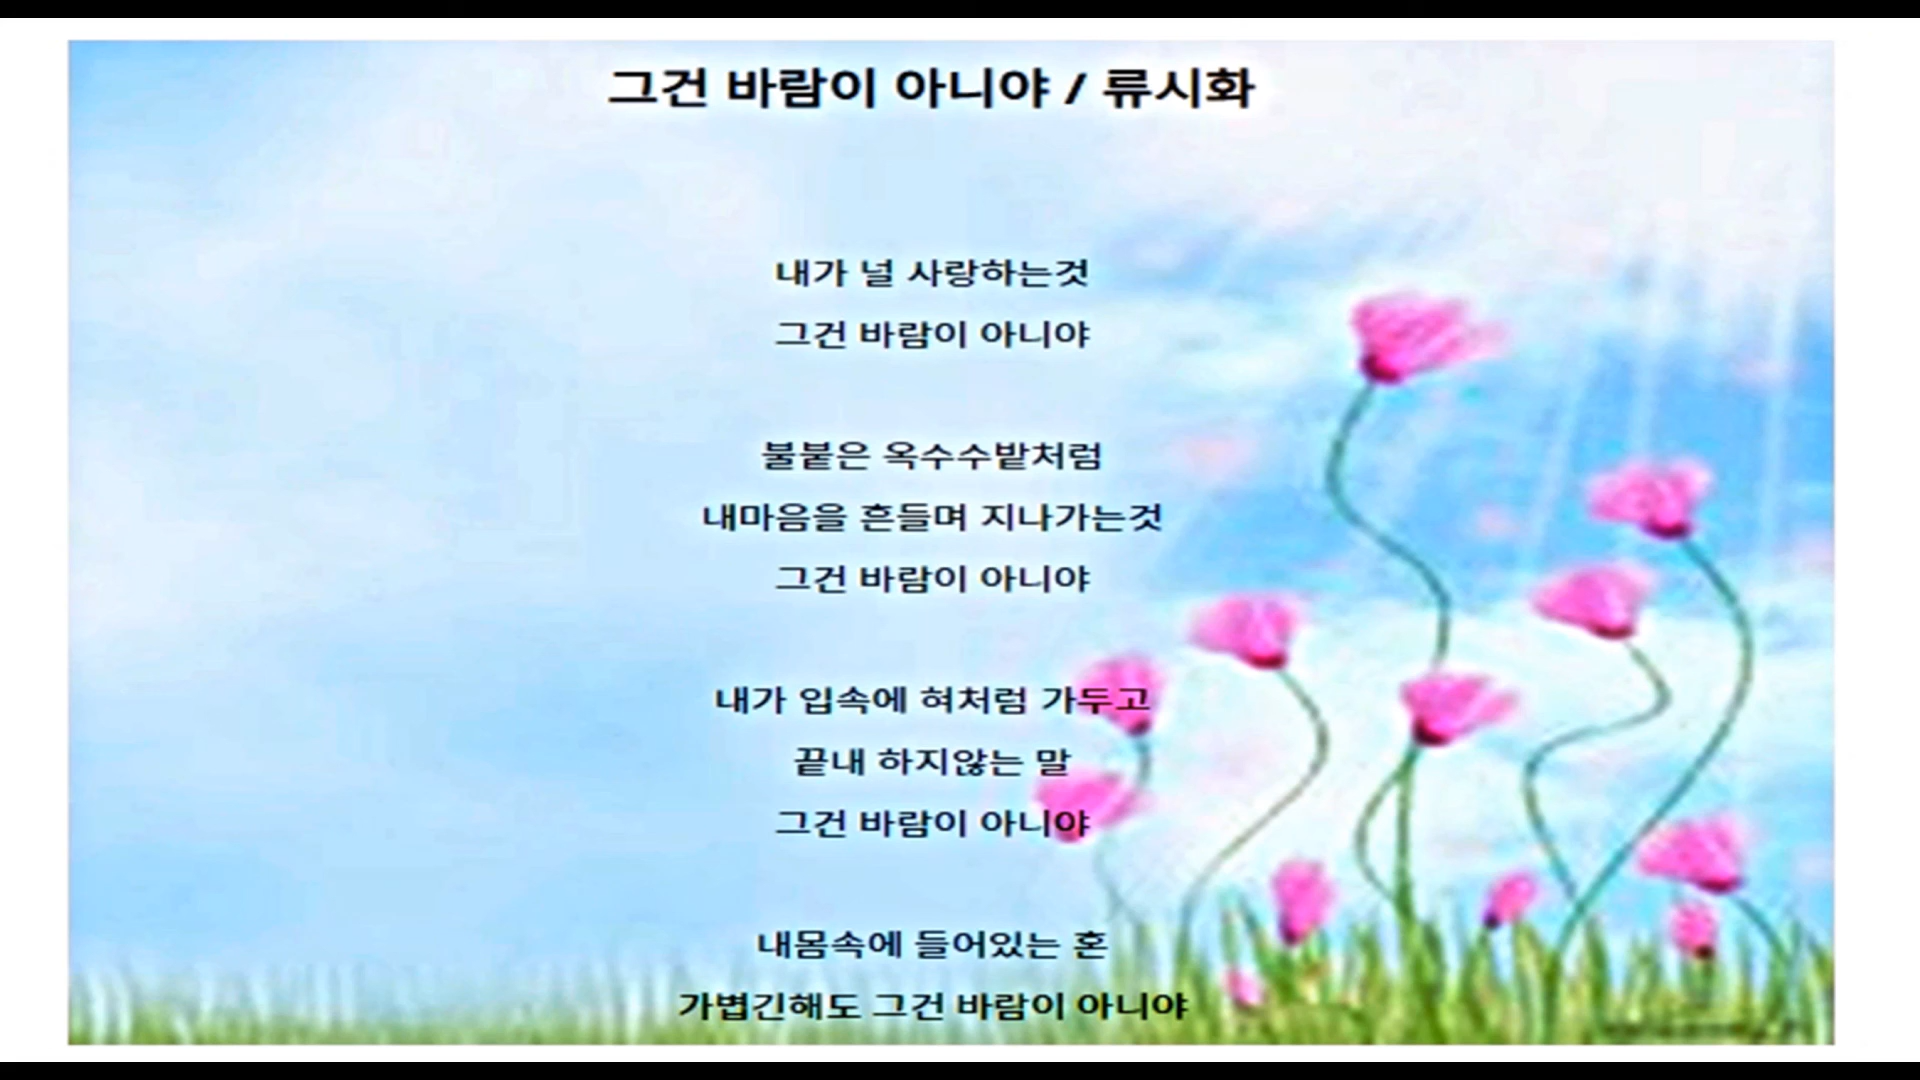 그건 바람이 아니야 / 류시화
내가 널 사랑하는것
그건 바람이 아니야
불붙은 옥수수밭처럼
내마음을 흔들며 지나가는것
그건 바람이 아니야
내가 입속에 혀처럼 가두고
끝내 하지않는 말
그건 바람이 아니야
내몸속에 들어있는 혼
가볍긴해도 그건 바람이 아니야